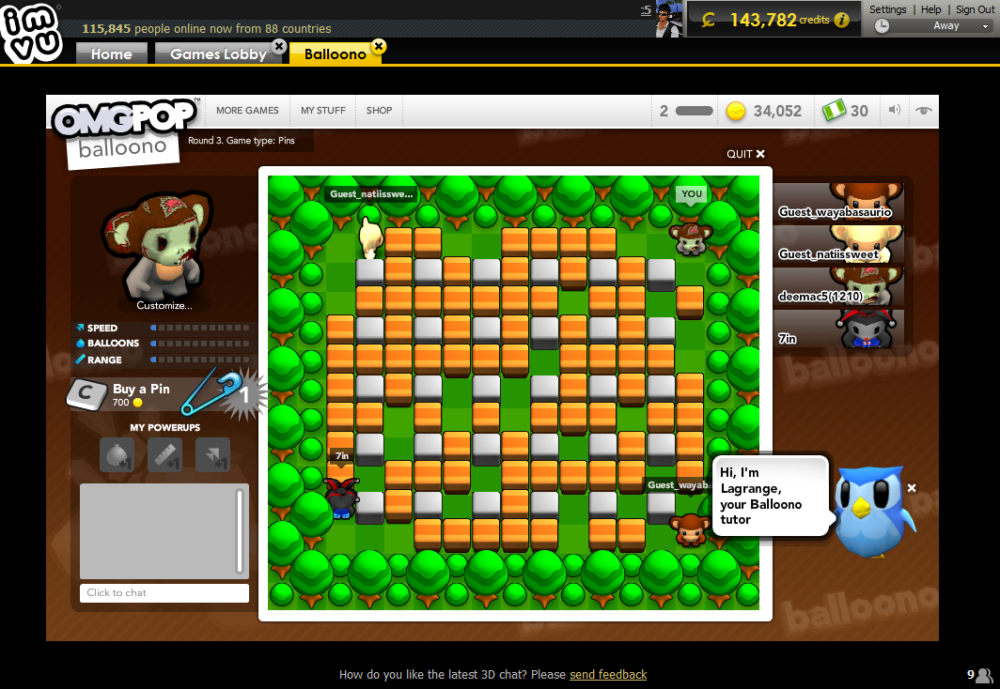 imvu
115,845 people online now from 88 countries
:5
143,782 credits
Settings | Help | Sign Out
Away
Home
Games Lobby
Balloono
OMGPOP™
balloono
MORE GAMES
MY STUFF
SHOP
2
34,052
30
Round 3. Game type: Pins
QUIT
Customize...
SPEED
BALLOONS
RANGE
C
Buy a Pin
700
1
MY POWERUPS
+1
+1
+1
Click to chat
Guest_natiisswe...
YOU
7in
Guest_wayab
Guest_wayabasaurio
Guest_natiissweet
deemac5(1210)
7in
Hi, I'm
Lagrange,
your Balloono
tutor
balloono
balloono
How do you like the latest 3D chat? Please send feedback
9